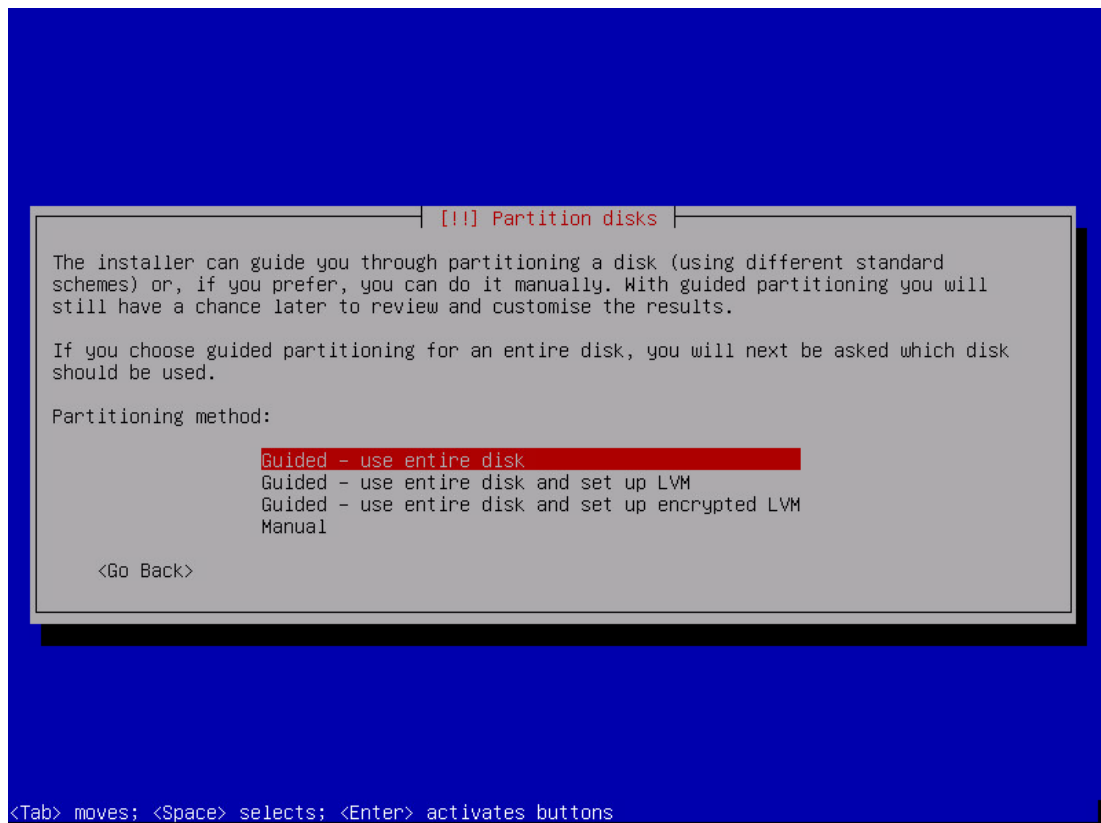 [!!] Partition disks
The installer can guide you through partitioning a disk (using different standard
schemes) or, if you prefer, you can do it manually. With guided partitioning you will
still have a chance later to review and customise the results.
If you choose guided partitioning for an entire disk, you will next be asked which disk
should be used.
Partitioning method:
Guided - use entire disk
Guided - use entire disk and set up LVM
Guided - use entire disk and set up encrypted LVM
Manual
<Go Back>
<Tab> moves; <Space> selects; <Enter> activates buttons